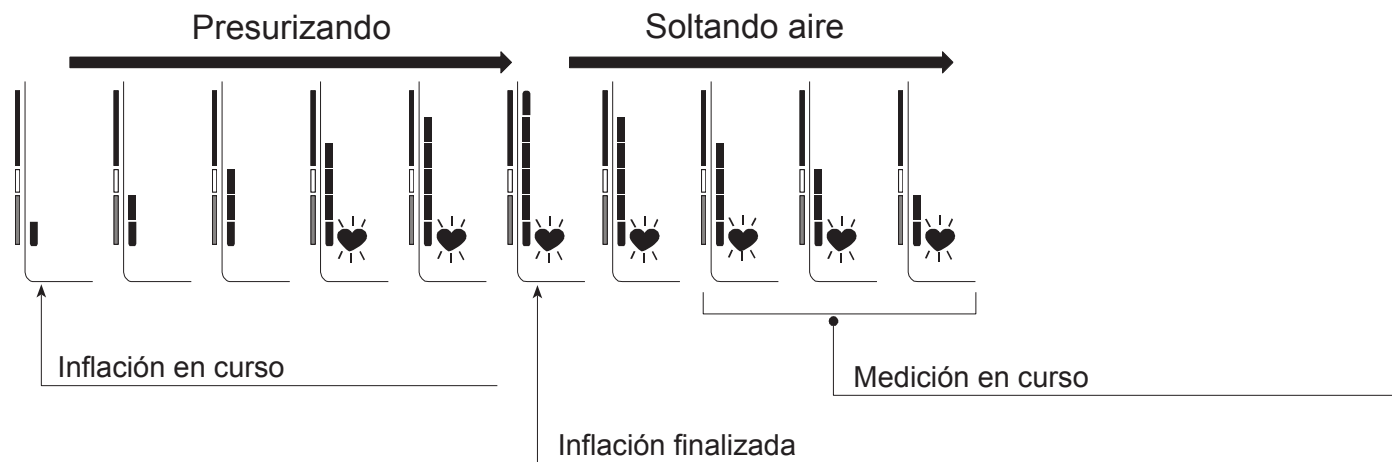 Presurizando
Soltando aire
Inflación en curso
Medición en curso
Inflación finalizada